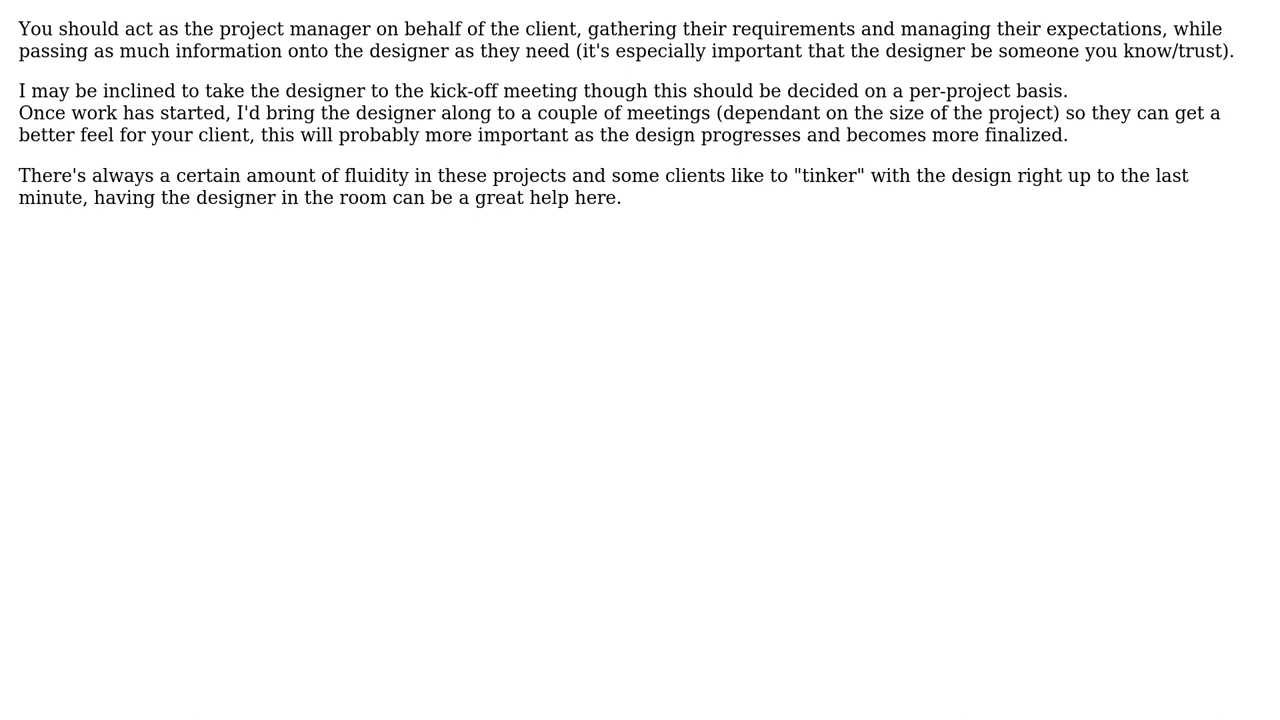 You should act as the project manager on behalf of the client, gathering their requirements and managing their expectations, while
passing as much information onto the designer as they need (it's especially important that the designer be someone you know/trust).
I may be inclined to take the designer to the kick-off meeting though this should be decided on a per-project basis.
Once work has started, I'd bring the designer along to a couple of meetings (dependant on the size of the project) so they can get a
better feel for your client, this will probably more important as the design progresses and becomes more finalized.
There's always a certain amount of fluidity in these projects and some clients like to "tinker" with the design right up to the last
minute, having the designer in the room can be a great help here.